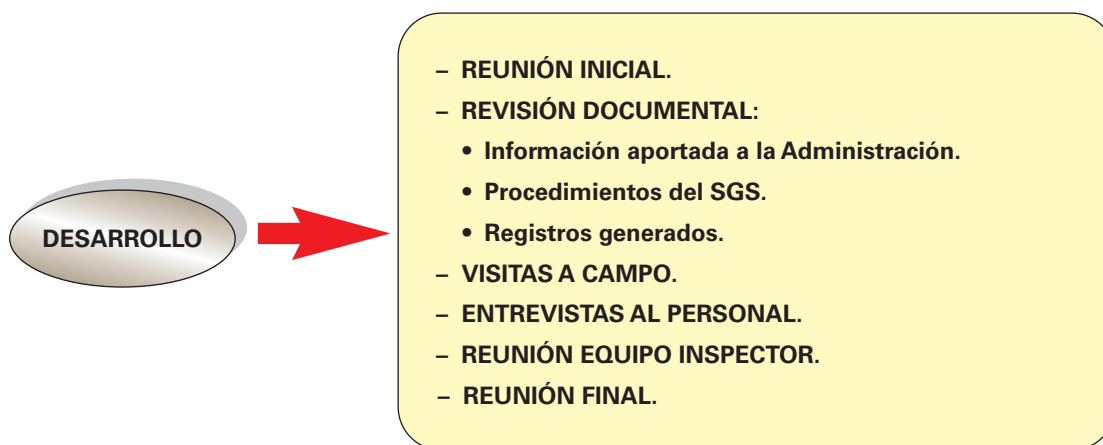 DESARROLLO
– REUNIÓN INICIAL.
– REVISIÓN DOCUMENTAL:
• Información aportada a la Administración.
• Procedimientos del SGS.
• Registros generados.
– VISITAS A CAMPO.
– ENTREVISTAS AL PERSONAL.
– REUNIÓN EQUIPO INSPECTOR.
– REUNIÓN FINAL.